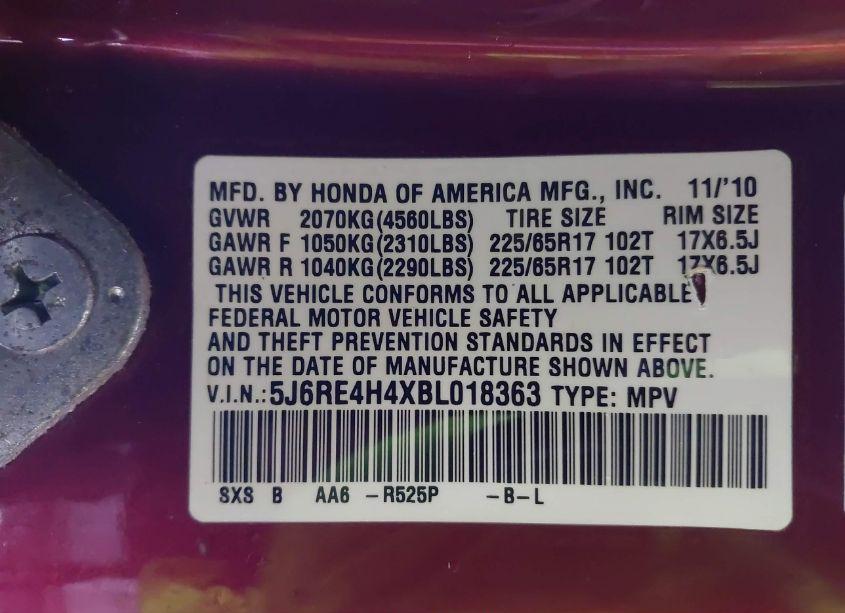 MFD. BY HONDA OF AMERICA MFG., INC. 11/'10
GVWR 2070KG(4560LBS) TIRE SIZE RIM SIZE
GAWR F 1050KG(2310LBS) 225/65R17 102T 17X6.5J
GAWR R 1040KG(2290LBS) 225/65R17 102T 17X6.5J
THIS VEHICLE CONFORMS TO ALL APPLICABLE
FEDERAL MOTOR VEHICLE SAFETY
AND THEFT PREVENTION STANDARDS IN EFFECT
ON THE DATE OF MANUFACTURE SHOWN ABOVE.
V.I.N.: 5J6RE4H4XBL018363 TYPE: MPV
SXS B AA6 -R525P -B-L